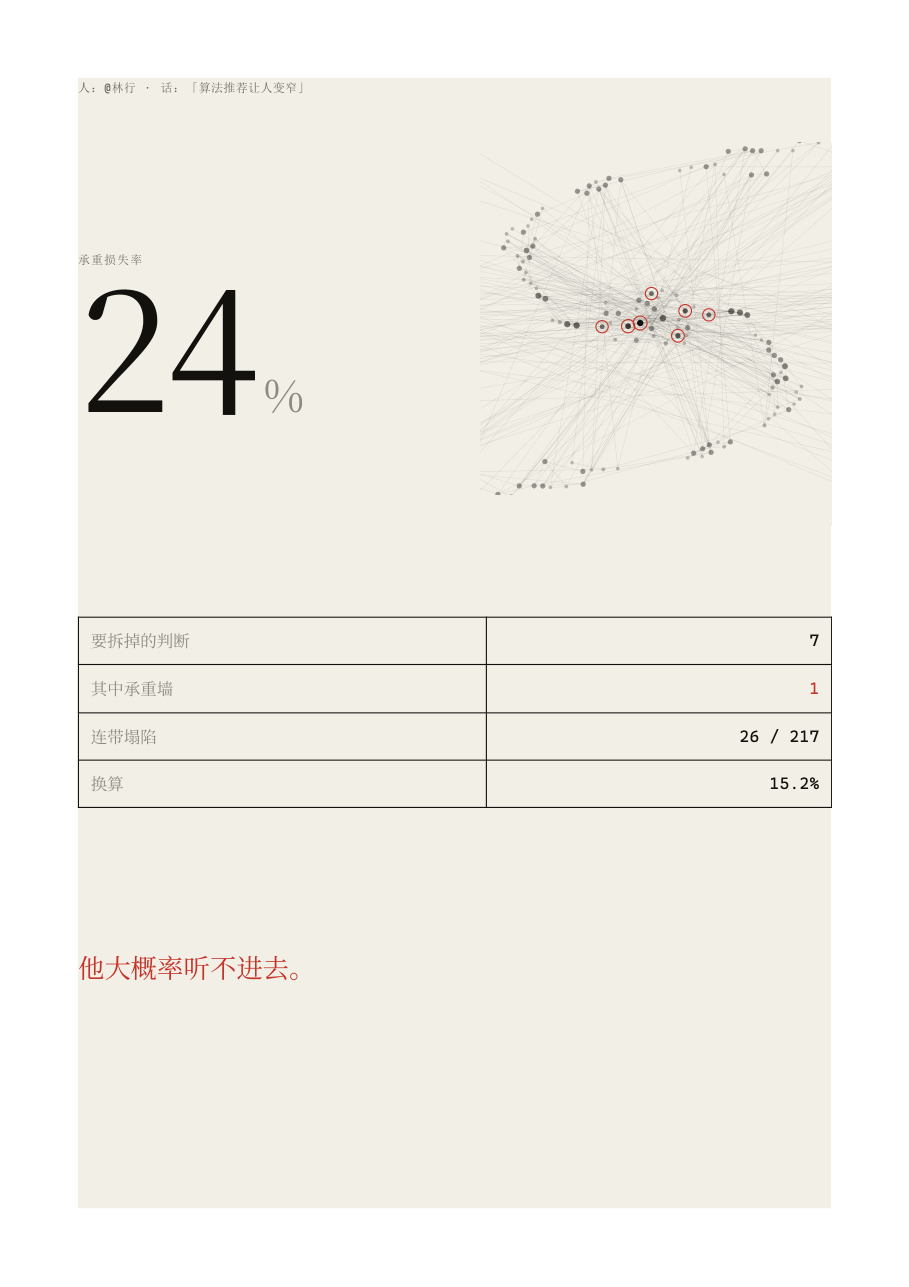 人: @林行 · 话: 「算法推荐让人变窄」
承重损失率
24 %
要拆掉的判断 7
其中承重墙 1
连带塌陷 26 / 217
换算 15.2%
他大概率听不进去。